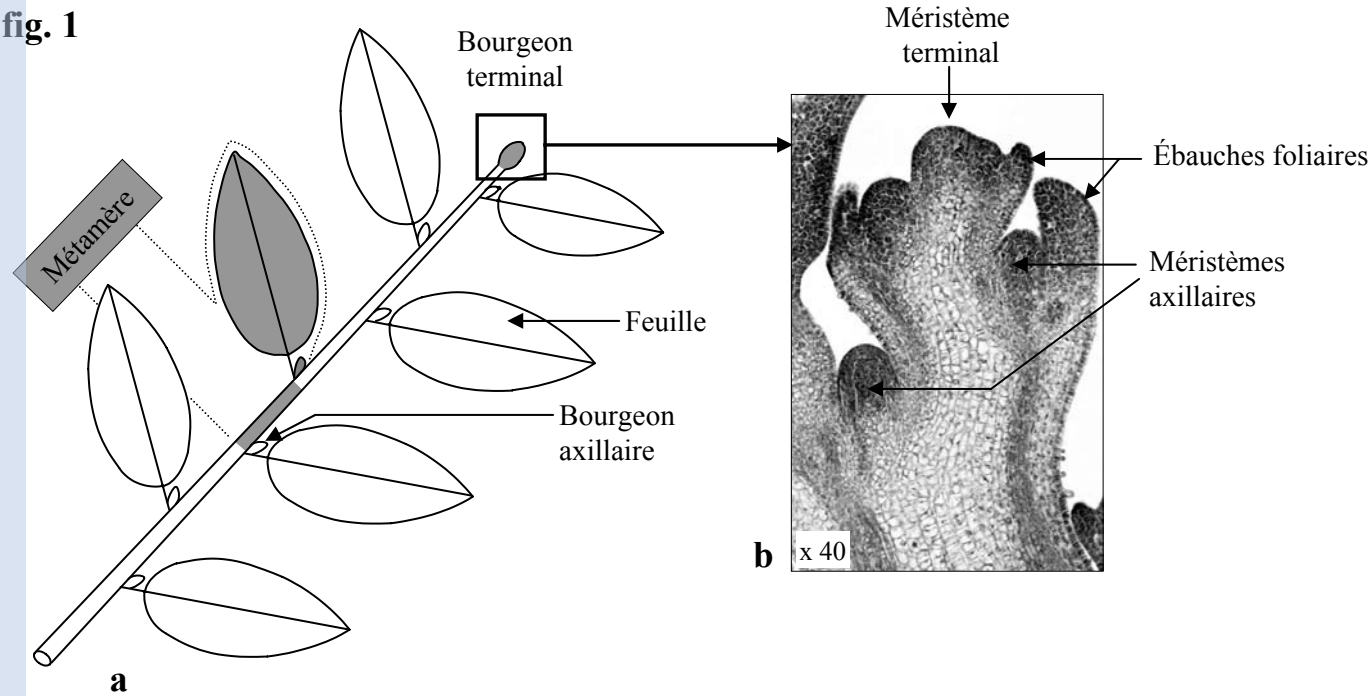 fig. 1
Bourgeon
terminal
Méristème
terminal
Ébauches foliaires
Métamère
Méristèmes
axillaires
Feuille
Bourgeon
axillaire
b
x 40
a